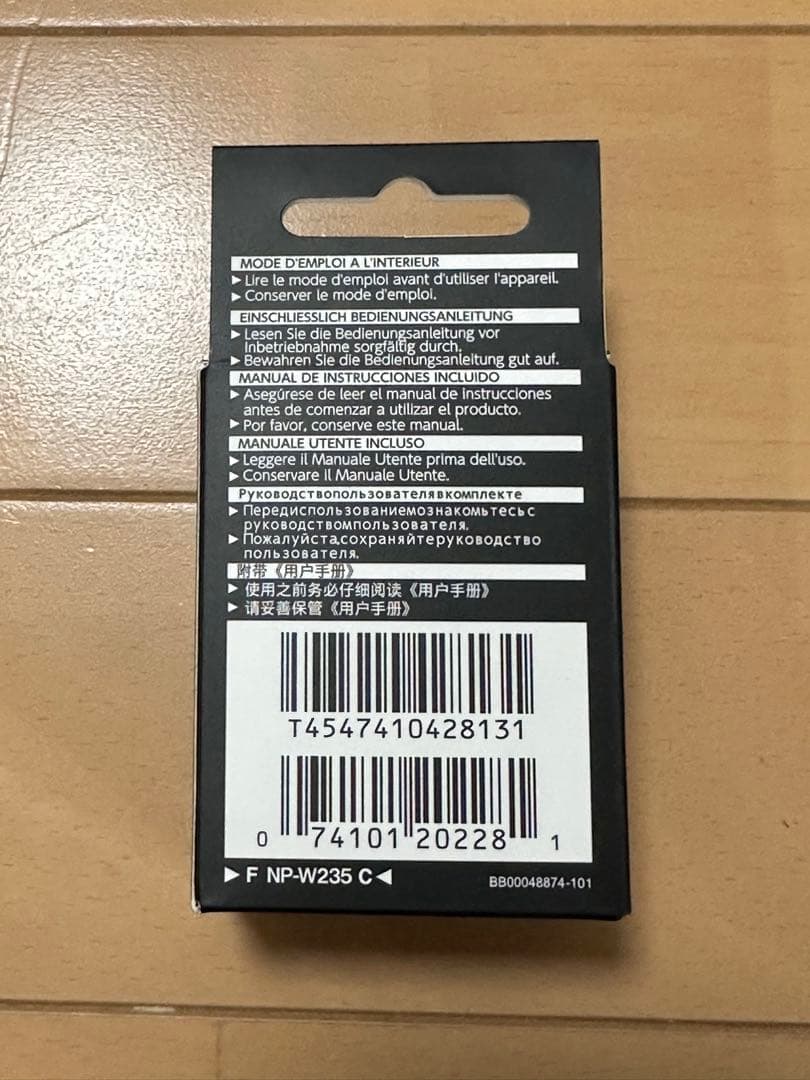 MODE D'EMPLOI A L'INTERIEUR
▶ Lire le mode d'emploi avant d'utiliser l'appareil.
▶ Conserver le mode d'emploi.
EINSCHLIESSLICH BEDIENUNGSANLEITUNG
▶ Lesen Sie die Bedienungsanleitung vor
Inbetriebnahme sorgfältig durch.
▶ Bewahren Sie die Bedienungsanleitung gut auf.
MANUAL DE INSTRUCCIONES INCLUIDO
▶ Asegúrese de leer el manual de instrucciones
antes de comenzar a utilizar el producto.
▶ Por favor, conserve este manual.
MANUALE UTENTE INCLUSO
▶ Leggere il Manuale Utente prima dell'uso.
▶ Conservare il Manuale Utente.
Руководствопользователявкомплекте
▶ Передиспользованиемознакомьтесьс
руководствомпользователя.
▶ Пожалуйста,сохраняйтеруководство
пользователя.
附带《用户手册》
▶ 使用之前务必仔细阅读《用户手册》
▶ 请妥善保管《用户手册》
T4547410428131
0 74101 20228 1
▶ F NP-W235 C ◀
BB00048874-101